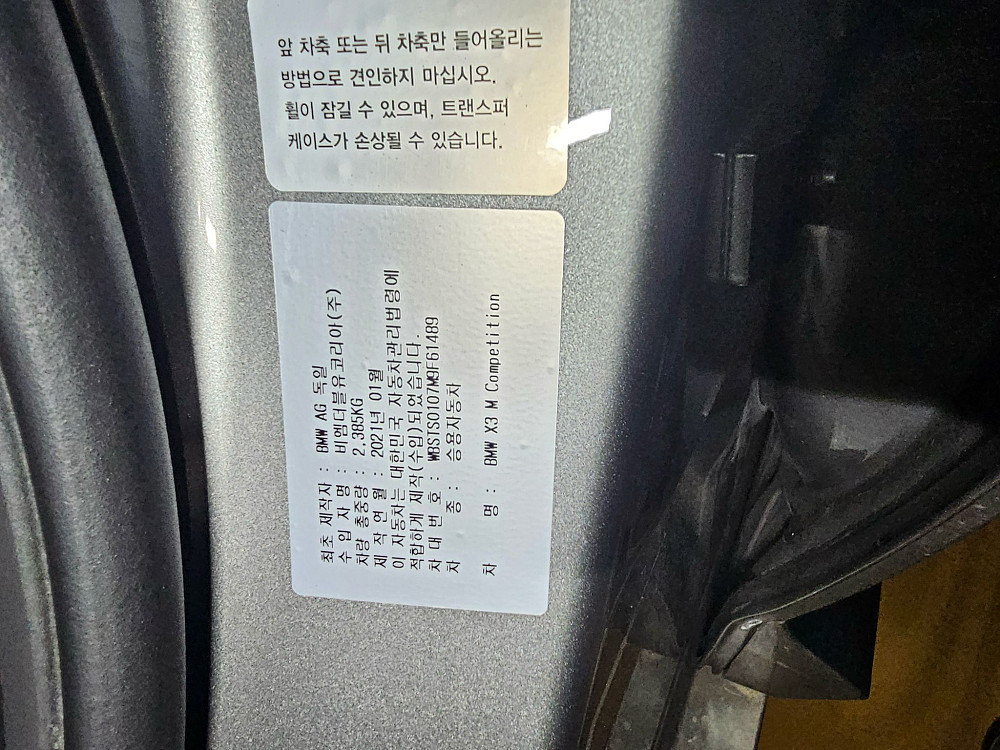 앞 차축 또는 뒤 차축만 들어올리는
방법으로 견인하지 마십시오.
휠이 잠길 수 있으며, 트랜스퍼
케이스가 손상될 수 있습니다.
최초 제작자 : BMW AG 독일
수 입 자 명 : 비엠더블유코리아(주)
차량 총중량 : 2.385KG
제 작 연 월 : 2021년 01월
이 자동차는 대한민국 자동차관리법령에
적합하게 제작(수입)되었습니다.
차 대 번 호 : WBSTS0107M9F61489
차 종 : 승용자동차
차 명 : BMW X3 M Competition